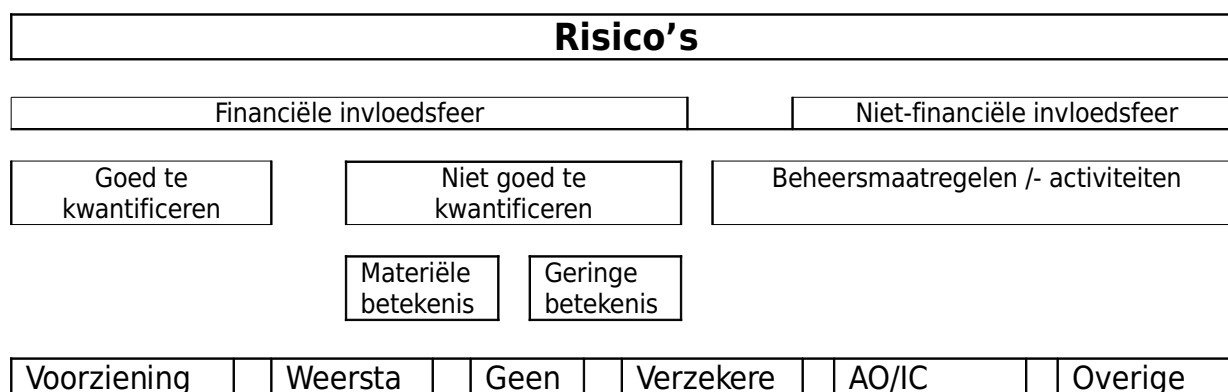 Risico’s
Financiële invloedsfeer Niet-financiële invloedsfeer
Goed te kwantificeren
Niet goed te kwantificeren
Beheersmaatregelen /- activiteiten
Materiële betekenis
Geringe betekenis
Voorziening Weersta Geen Verzekere AO/IC Overige